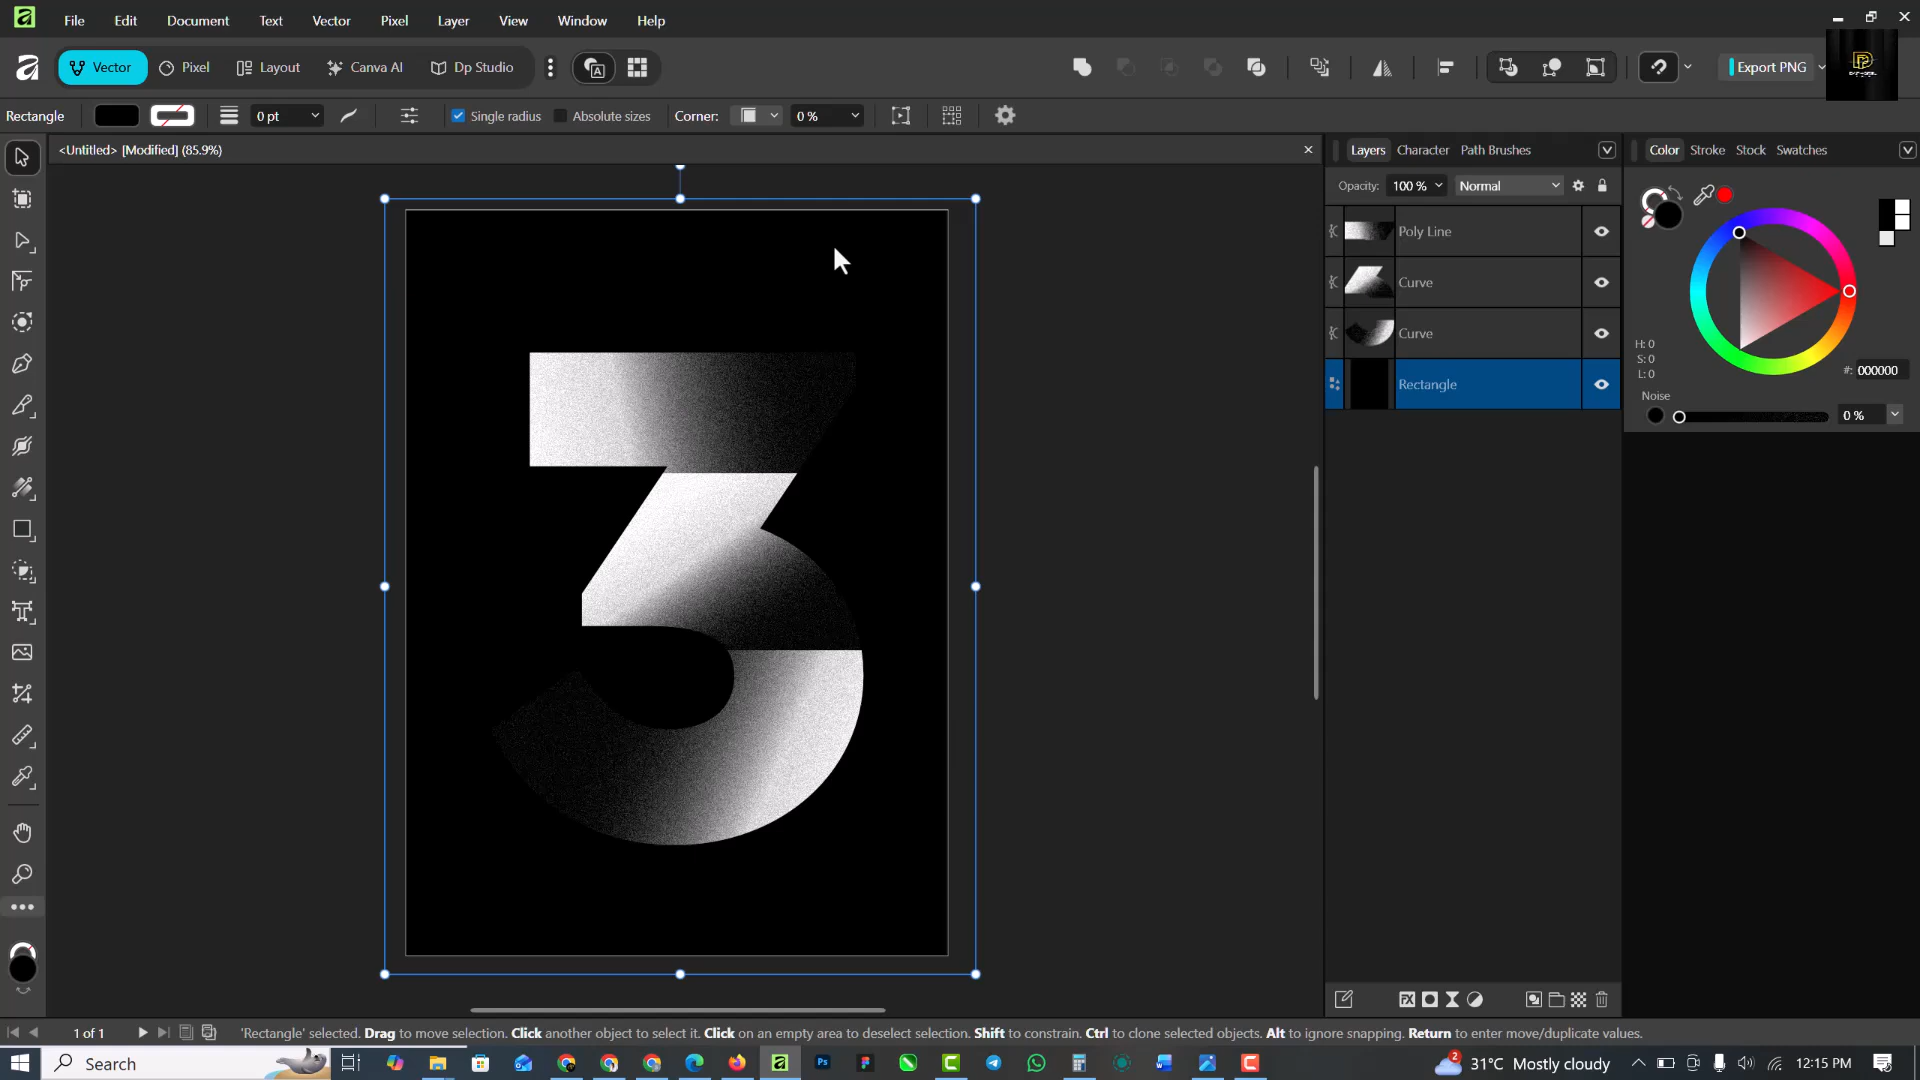 File Edit Document Text Vector Pixel Layer View Window Help
Vector Pixel Layout Canva AI Dp Studio Export PNG
Rectangle 0 pt Single radius Absolute sizes Corner: 0 %
<Untitled> [Modified] (85.9%)
Layers Character Path Brushes
Color Stroke Stock Swatches
Opacity: 100 % Normal
Poly Line
Curve
Curve
Rectangle
H: 0
S: 0
L: 0
#: 000000
Noise
0 %
3
1 of 1
'Rectangle' selected. Drag to move selection. Click another object to select it. Click on an empty area to deselect selection. Shift to constrain. Ctrl to clone selected objects. Alt to ignore snapping. Return to enter move/duplicate values.
Search
2
31°C Mostly cloudy
12:15 PM